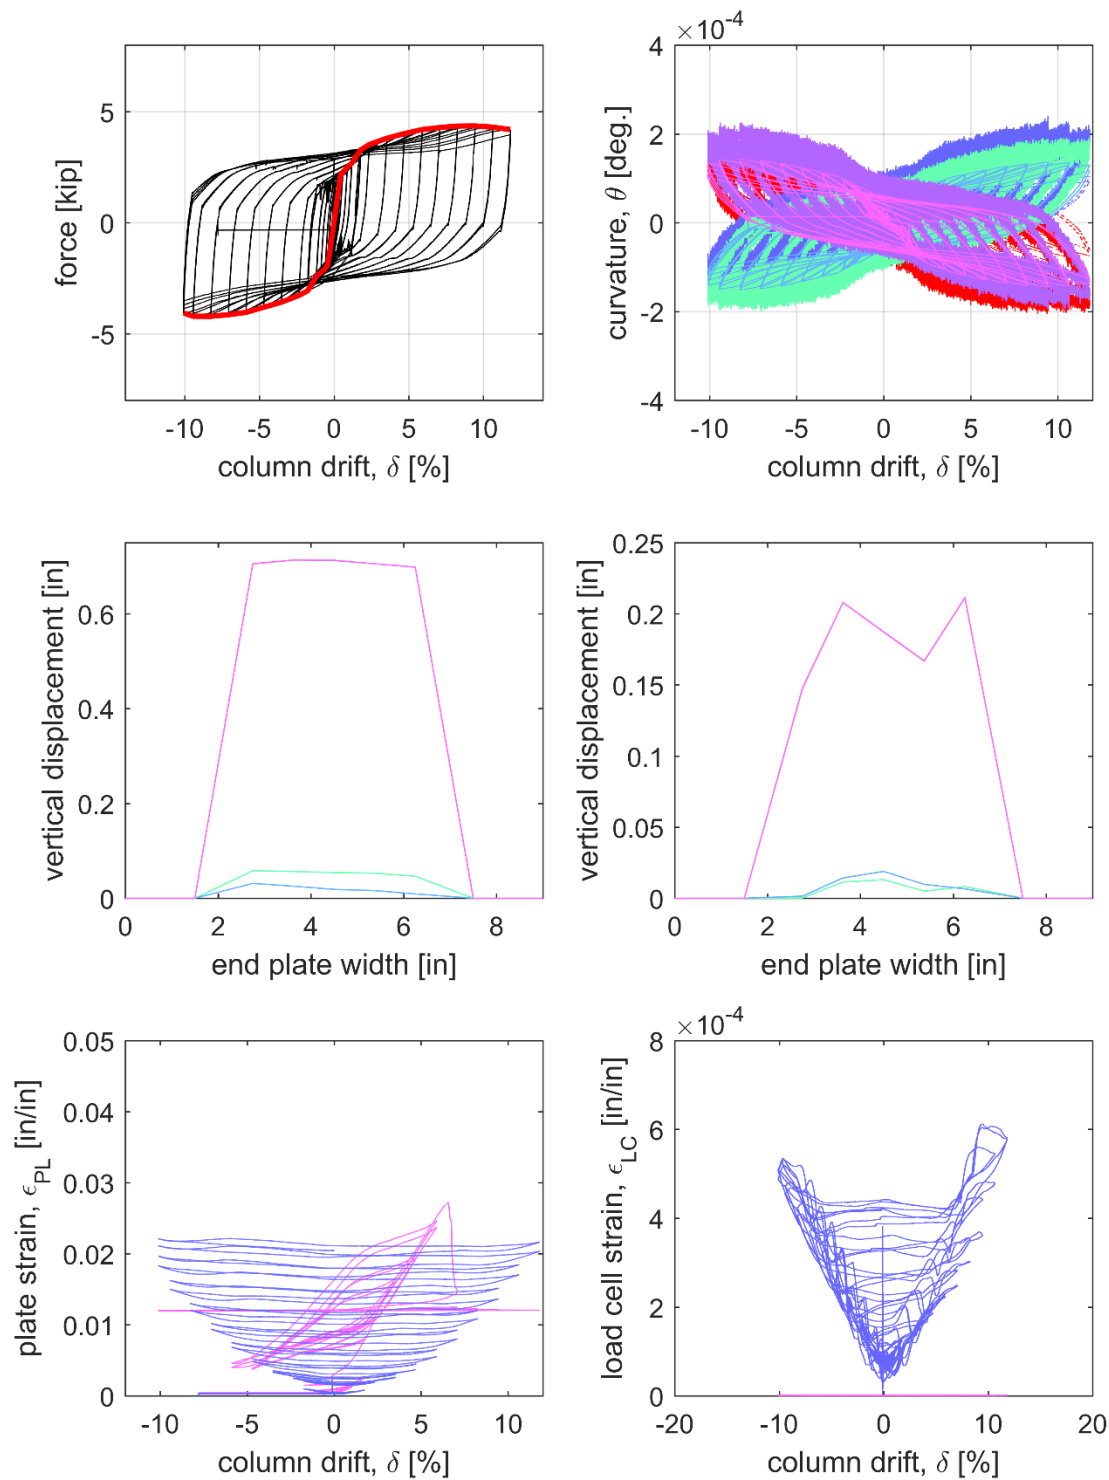 5
0
-5
force [kip]
-10 -5 0 5 10
column drift, δ [%]
×10-4
4
2
0
-2
-4
curvature, θ [deg.]
-10 -5 0 5 10
column drift, δ [%]
0.6
0.4
0.2
0
vertical displacement [in]
0 2 4 6 8
end plate width [in]
0.25
0.2
0.15
0.1
0.05
0
vertical displacement [in]
2 4 6 8
end plate width [in]
0.05
0.04
0.03
0.02
0.01
0
plate strain, ϵPL [in/in]
-10 -5 0 5 10
column drift, δ [%]
×10-4
8
6
4
2
0
load cell strain, ϵLC [in/in]
-20 -10 0 10 20
column drift, δ [%]